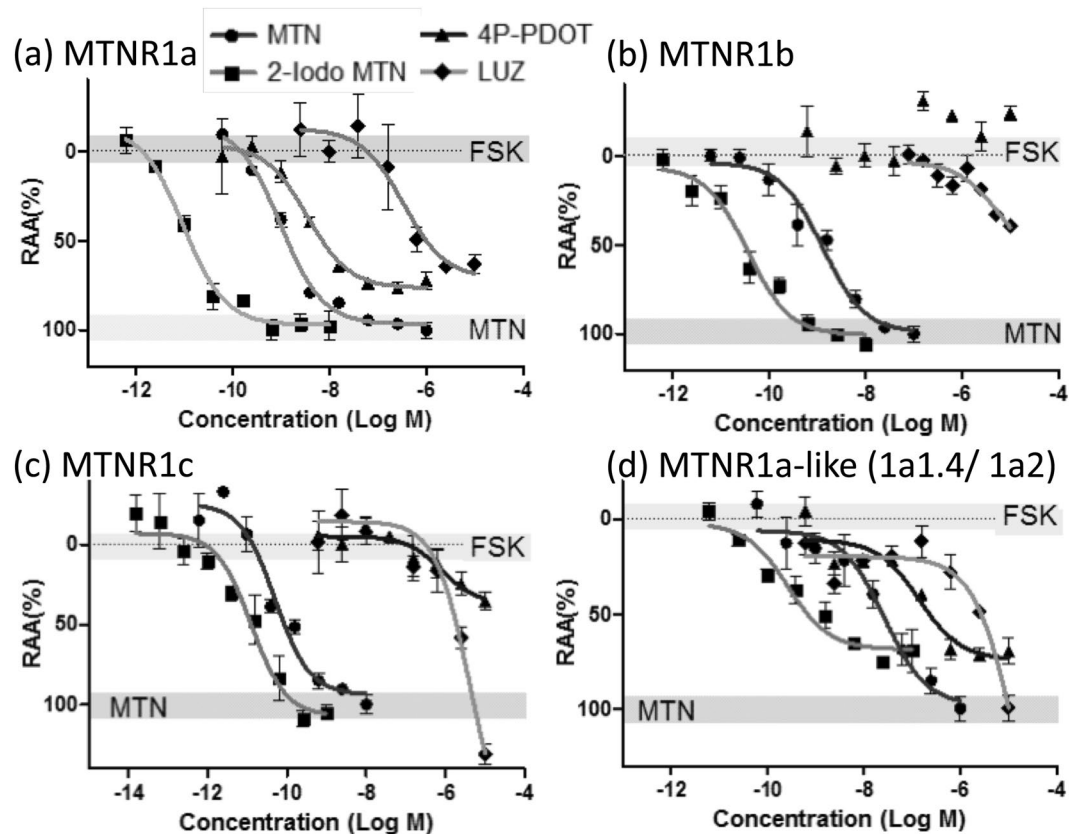 (a) MTNR1a
MTN
4P-PDOT
2-Iodo MTN
LUZ
RAA(%)
0
50
100
FSK
MTN
-12 -10 -8 -6 -4
Concentration (Log M)
(b) MTNR1b
RAA(%)
0
50
100
FSK
MTN
-12 -10 -8 -6 -4
Concentration (Log M)
(c) MTNR1c
RAA(%)
0
50
100
FSK
MTN
-14 -12 -10 -8 -6 -4
Concentration (Log M)
(d) MTNR1a-like (1a1.4/ 1a2)
RAA(%)
0
50
100
FSK
MTN
-12 -10 -8 -6 -4
Concentration (Log M)